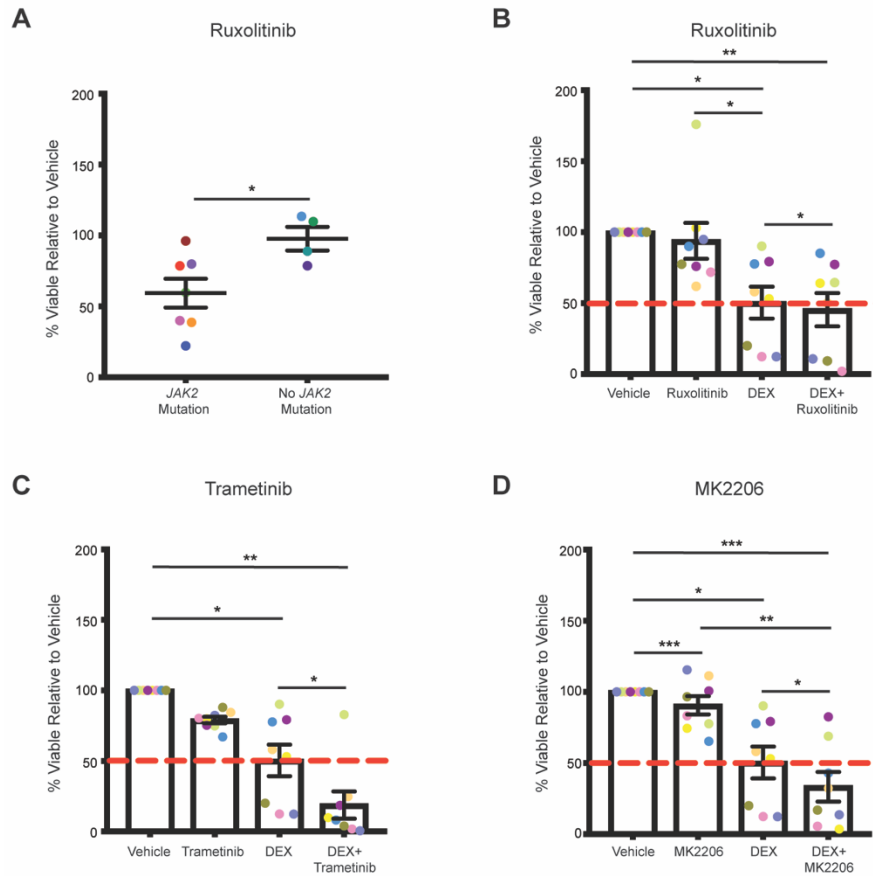 A
Ruxolitinib
% Viable Relative to Vehicle
200
150
100
50
0
*
JAK2
Mutation
No JAK2
Mutation
B
Ruxolitinib
% Viable Relative to Vehicle
200
150
100
50
0
**
*
*
*
Vehicle
Ruxolitinib
DEX
DEX+
Ruxolitinib
C
Trametinib
% Viable Relative to Vehicle
200
150
100
50
0
**
*
*
Vehicle
Trametinib
DEX
DEX+
Trametinib
D
MK2206
% Viable Relative to Vehicle
200
150
100
50
0
***
*
**
***
*
Vehicle
MK2206
DEX
DEX+
MK2206